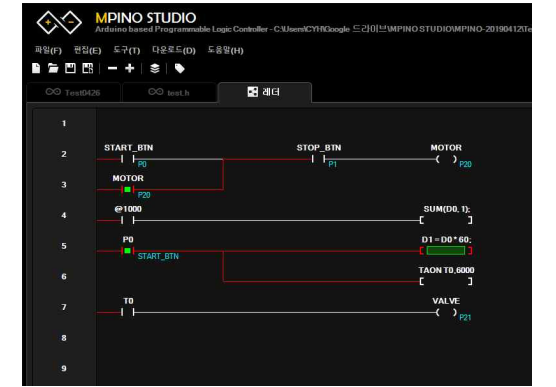 MPINO STUDIO
Arduino based Programmable Logic Controller - C:\Users\CYH\Google 드라이브\MPINO STUDIO\MPINO-20190412\Te
파일(F) 편집(E) 도구(T) 다운로드(D) 도움말(H)
Test0426 test.h 래더
1
START_BTN STOP_BTN MOTOR
2
P0 P1 P20
MOTOR
3
P20
@1000 SUM(D0, 1);
4
P0 D1 = D0 * 60;
5
START_BTN
TAON T0,6000
6
T0 VALVE
7
P21
8
9